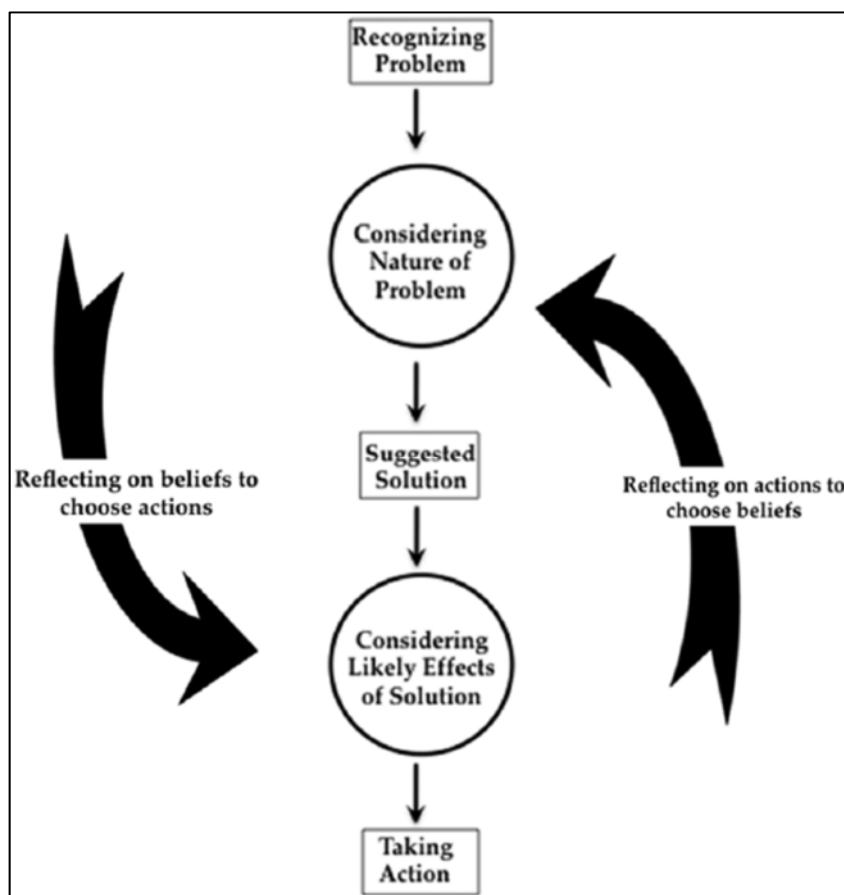 Recognizing
Problem
Considering
Nature of
Problem
Suggested
Solution
Reflecting on beliefs to
choose actions
Reflecting on actions to
choose beliefs
Considering
Likely Effects
of Solution
Taking
Action